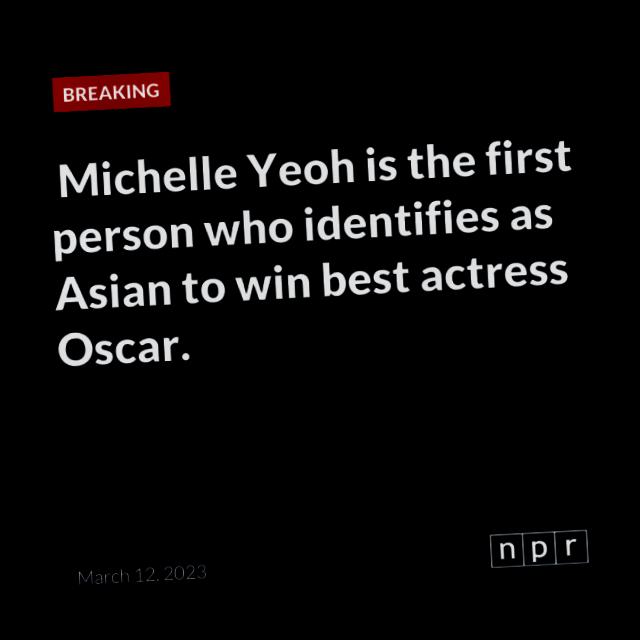 BREAKING
Michelle Yeoh is the first
person who identifies as
Asian to win best actress
Oscar.
March 12, 2023
npr